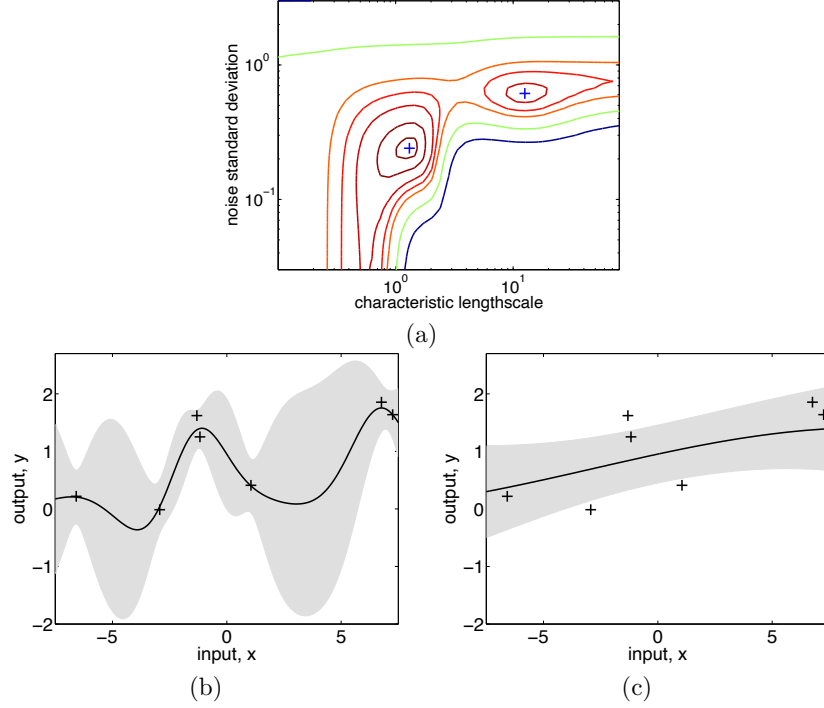 noise standard deviation
10^0
10^−1
10^0
10^1
characteristic lengthscale
(a)
output, y
2
1
0
−1
−2
−5
0
5
input, x
(b)
output, y
2
1
0
−1
−2
−5
0
5
input, x
(c)